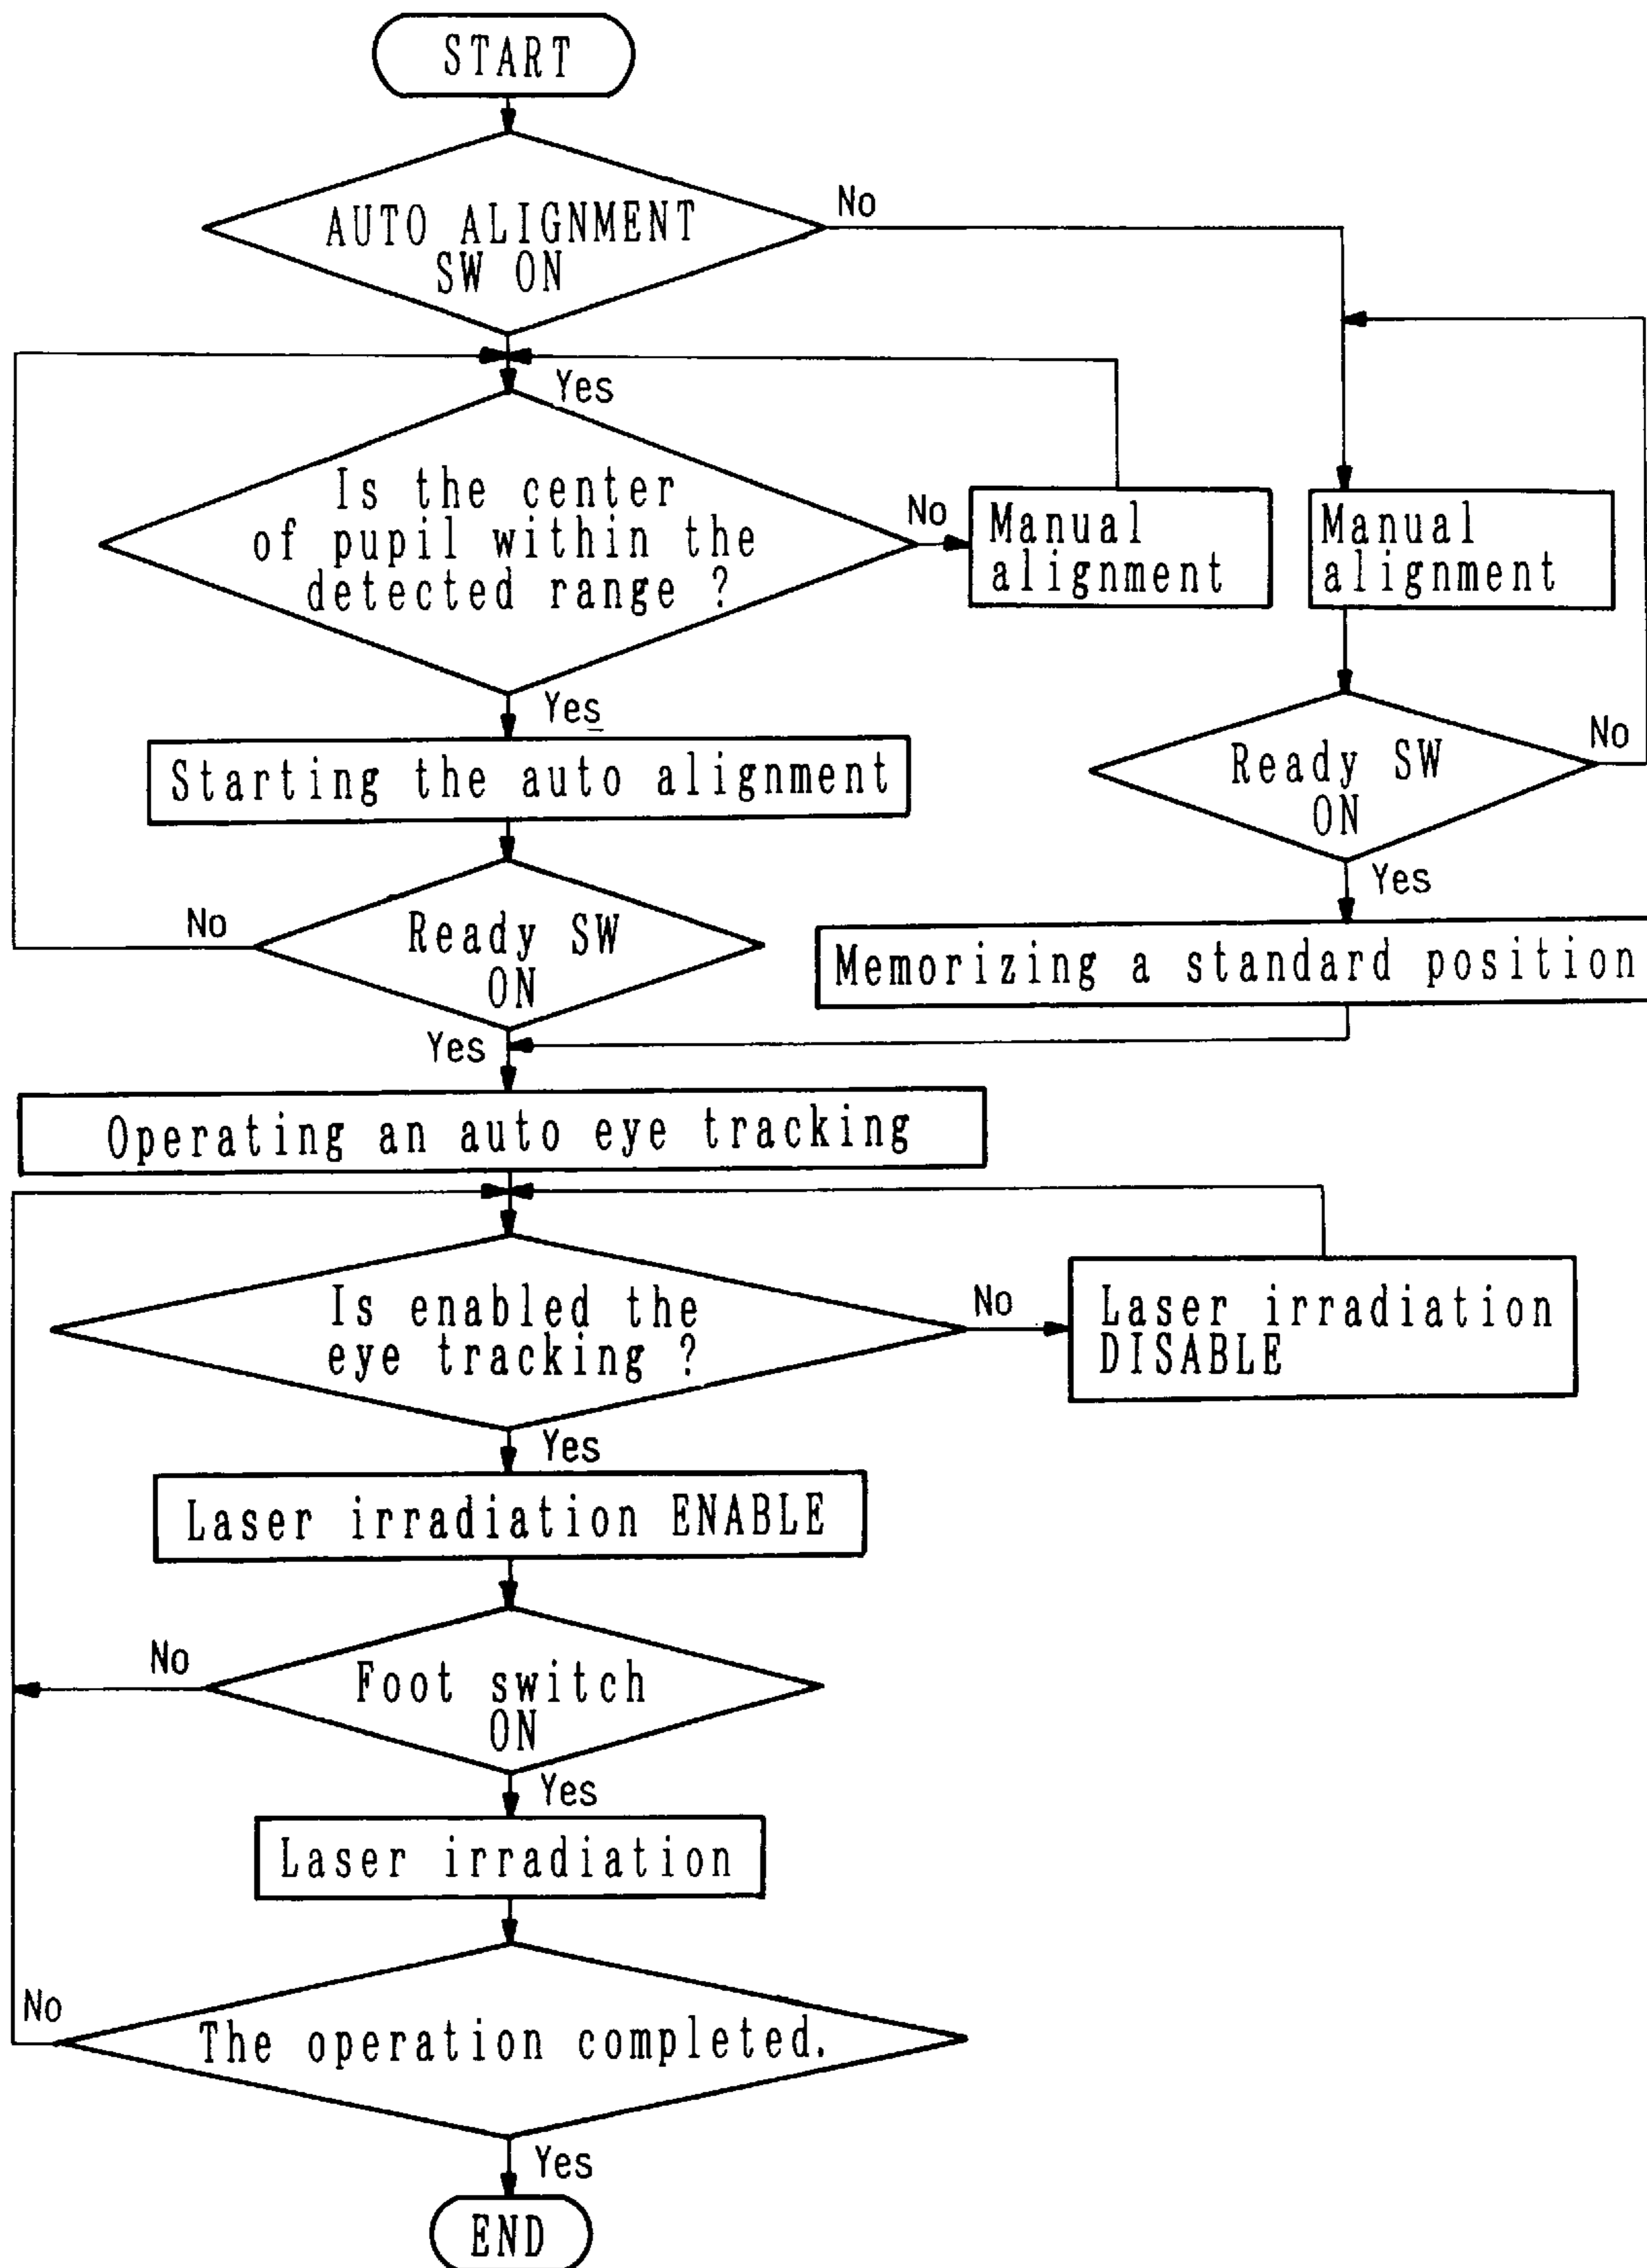 START
AUTO ALIGNMENT
SW ON
No
Yes
Is the center
of pupil within the
detected range ?
No
Manual
alignment
Manual
alignment
Yes
Starting the auto alignment
Ready SW
ON
No
Yes
No
Ready SW
ON
Memorizing a standard position
Yes
Operating an auto eye tracking
Is enabled the
eye tracking ?
No
Laser irradiation
DISABLE
Yes
Laser irradiation ENABLE
No
Foot switch
ON
Yes
Laser irradiation
No
The operation completed.
Yes
END